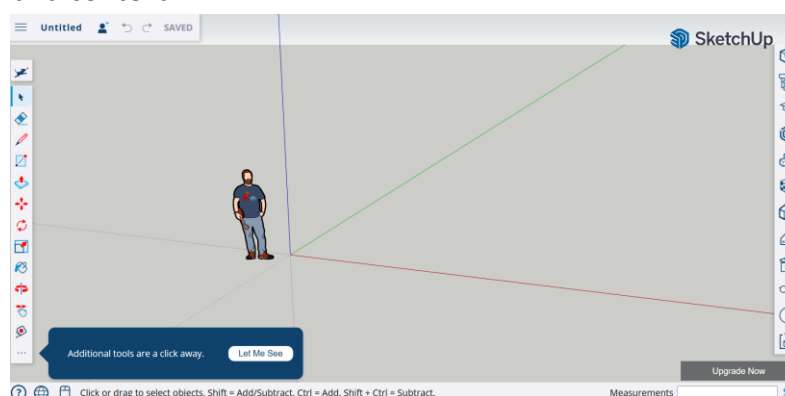 Untitled
SAVED
SketchUp
Additional tools are a click away.
Let Me See
Upgrade Now
Click or drag to select objects. Shift = Add/Subtract. Ctrl = Add. Shift + Ctrl = Subtract.
Measurements